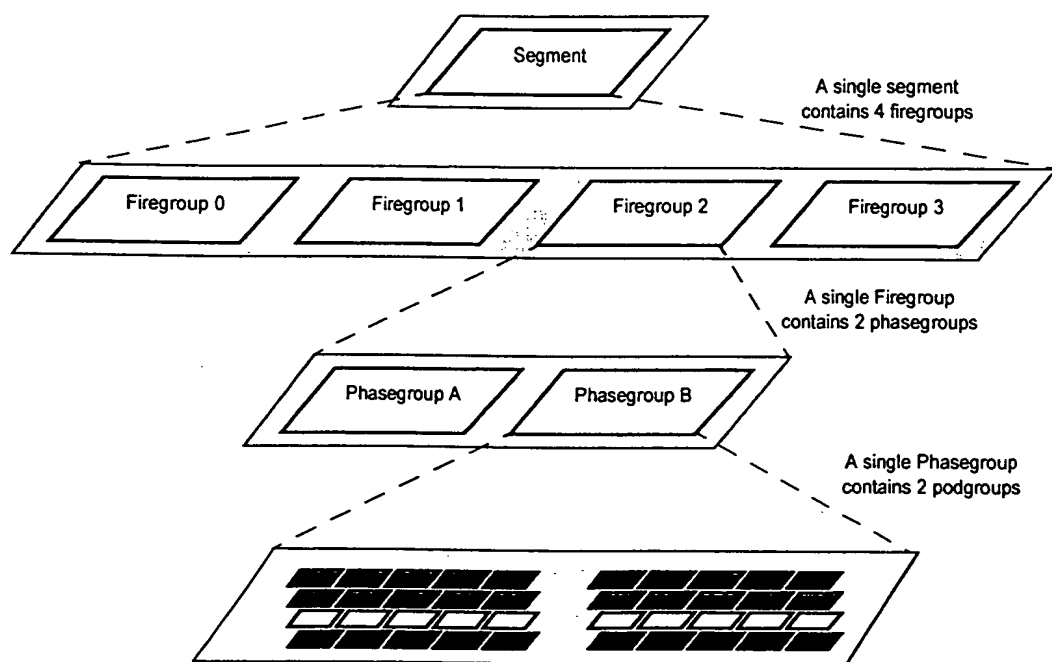 Segment
A single segment
contains 4 firegroups
Firegroup 0
Firegroup 1
Firegroup 2
Firegroup 3
A single Firegroup
contains 2 phasegroups
Phasegroup A
Phasegroup B
A single Phasegroup
contains 2 podgroups